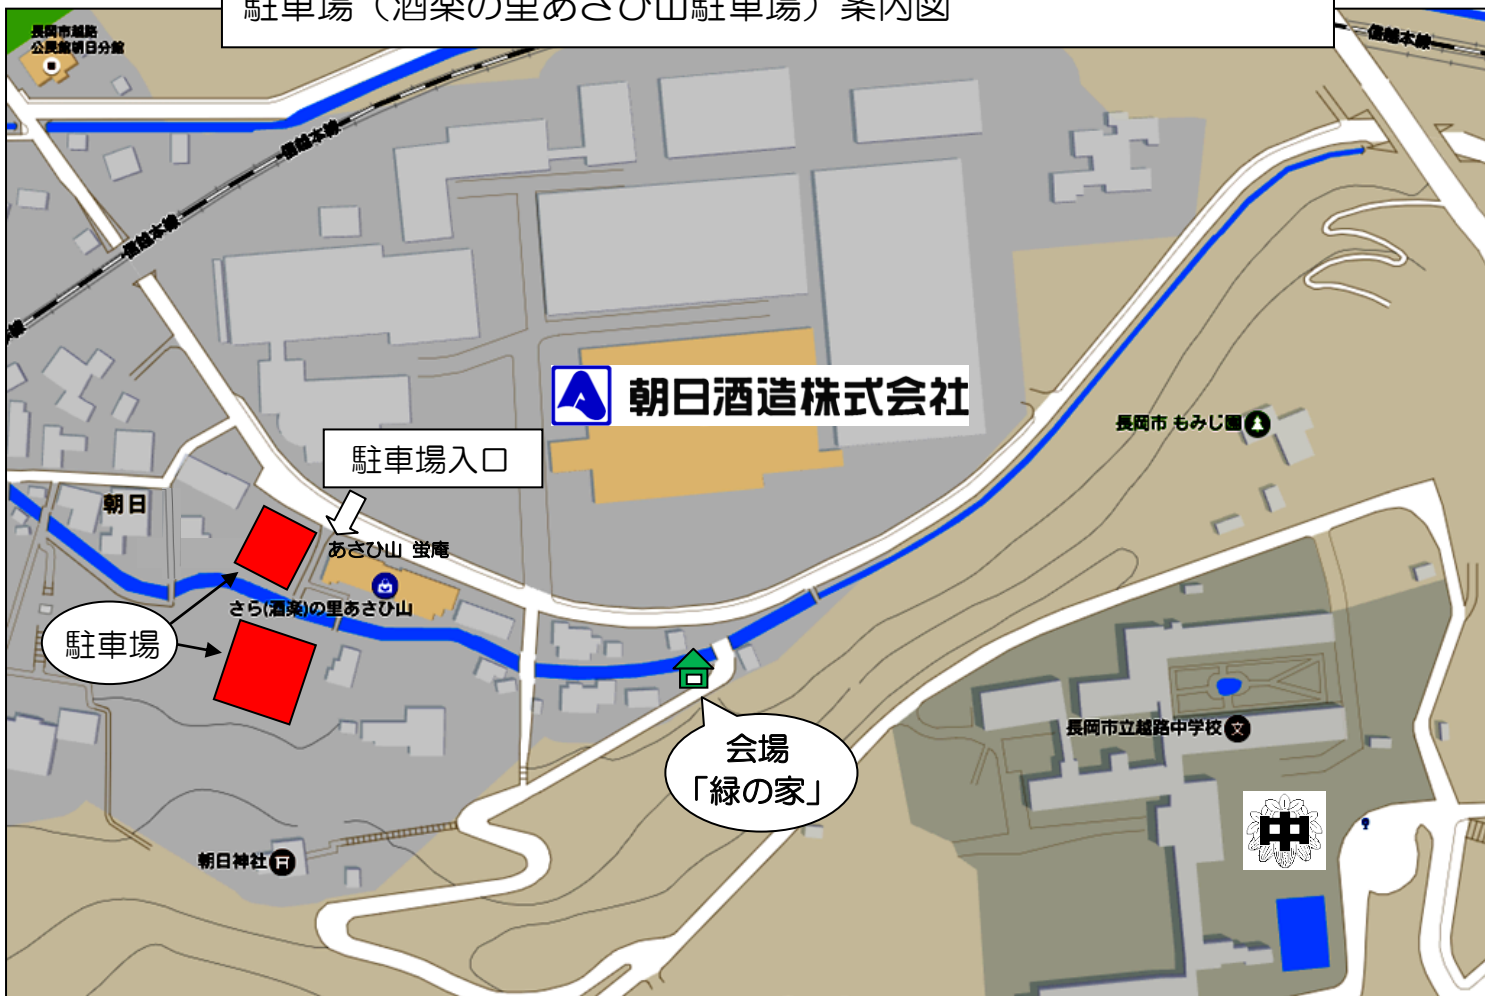 駐車場（酒楽の里あさひ山駐車場）案内図
長岡市越路
公民館朝日分館
信越本線
信越本線
信越本線
線
朝日酒造株式会社
長岡市 もみじ園
駐車場入口
朝日
あさひ山 蛍庵
さら(酒楽)の里あさひ山
駐車場
会場
「緑の家」
長岡市立越路中学校
文
中
朝日神社